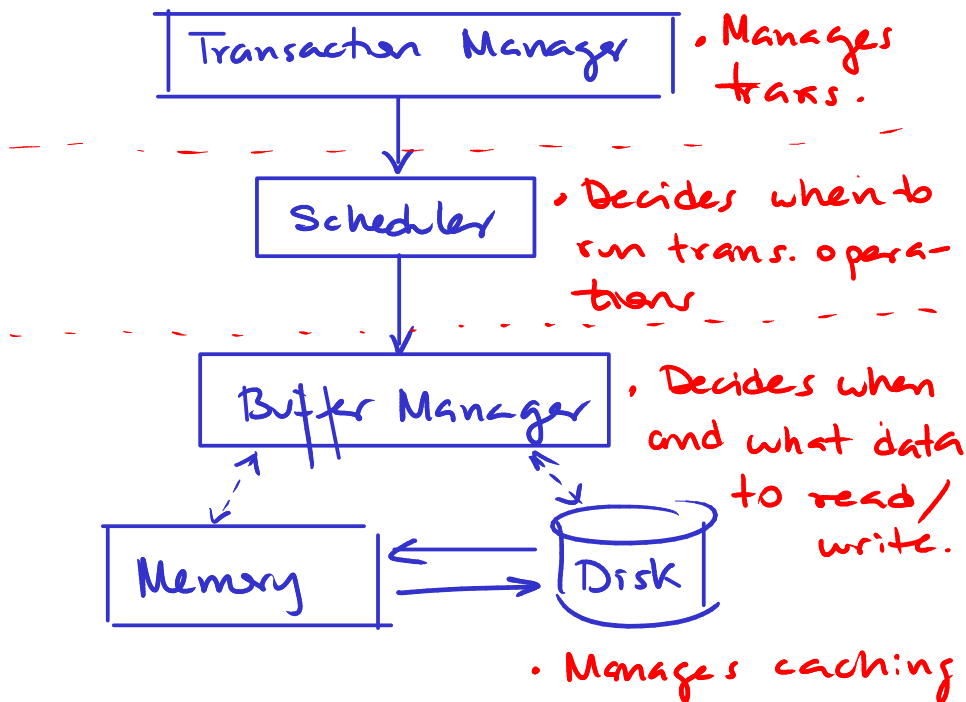 Transaction Manager
• Manages
trans.
Scheduler
• Decides when to
run trans. opera-
tions
Buffer Manager
• Decides when
and what data
to read/
write.
Memory
Disk
• Manages caching